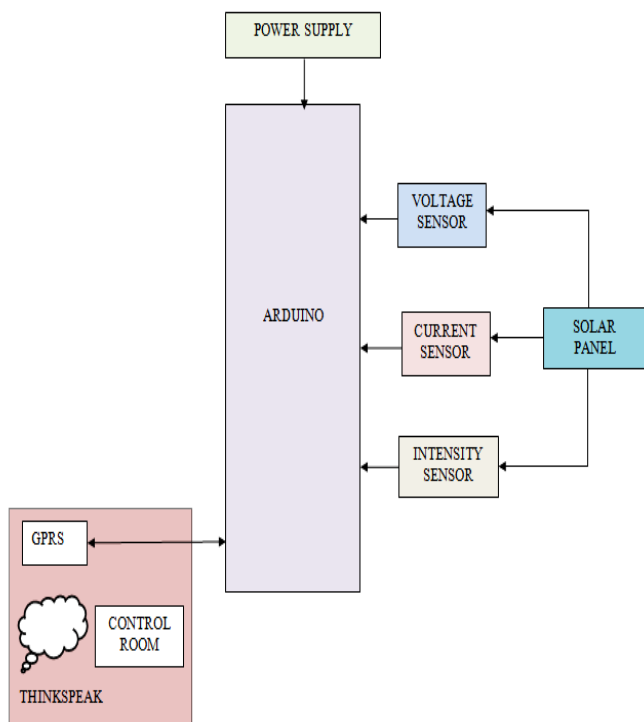 POWER SUPPLY
VOLTAGE
SENSOR
ARDUINO
CURRENT
SENSOR
SOLAR
PANEL
INTENSITY
SENSOR
GPRS
CONTROL
ROOM
THINKSPEAK